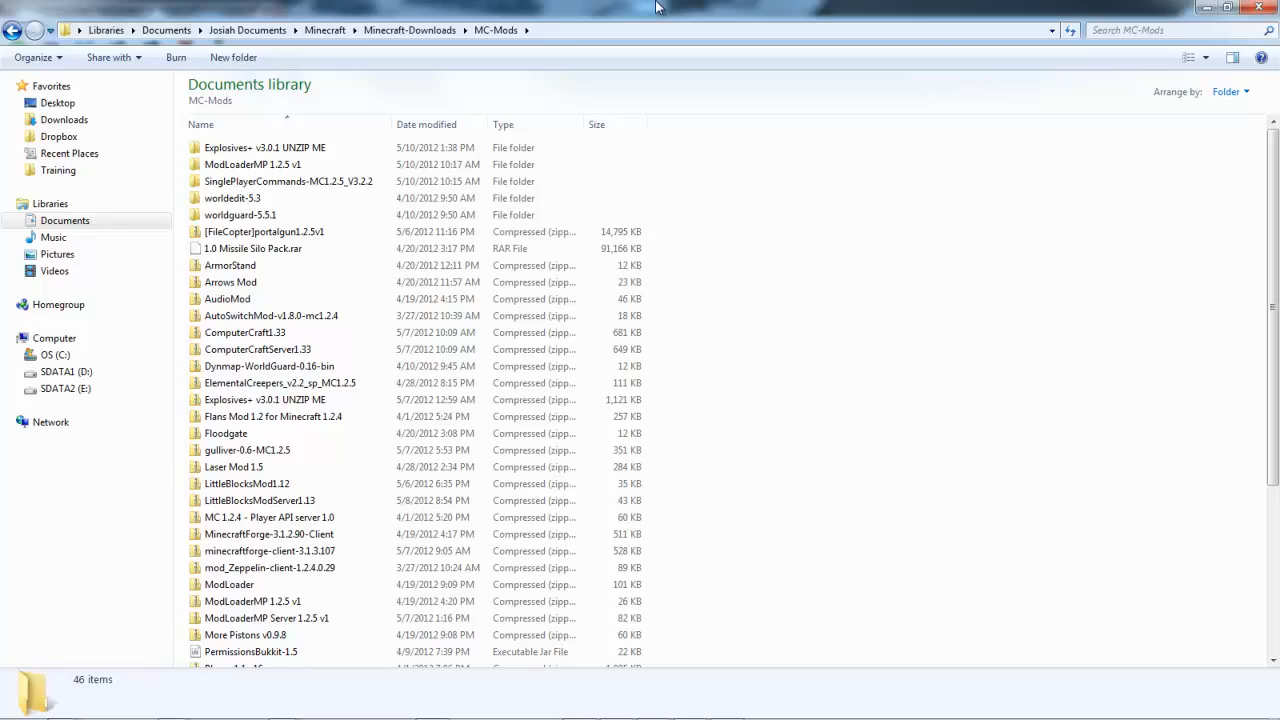 Libraries Documents Josiah Documents Minecraft Minecraft-Downloads MC-Mods Search MC-Mods
Organize Share with Burn New folder
Favorites
Desktop
Downloads
Dropbox
Recent Places
Training
Libraries
Documents
Music
Pictures
Videos
Homegroup
Computer
OS (C:)
SDATA1 (D:)
SDATA2 (E:)
Network
Documents library
MC-Mods
Arrange by: Folder
Name Date modified Type Size
Explosives+ v3.0.1 UNZIP ME 5/10/2012 1:38 PM File folder
ModLoaderMP 1.2.5 v1 5/10/2012 10:17 AM File folder
SinglePlayerCommands-MC1.2.5_V3.2.2 5/10/2012 10:15 AM File folder
worldedit-5.3 4/10/2012 9:50 AM File folder
worldguard-5.5.1 4/10/2012 9:50 AM File folder
[FileCopter]portalgun1.2.5v1 5/6/2012 11:16 PM Compressed (zipp... 14,795 KB
1.0 Missile Silo Pack.rar 4/20/2012 3:17 PM RAR File 91,166 KB
ArmorStand 4/20/2012 12:11 PM Compressed (zipp... 12 KB
Arrows Mod 4/20/2012 11:57 AM Compressed (zipp... 23 KB
AudioMod 4/19/2012 4:15 PM Compressed (zipp... 46 KB
AutoSwitchMod-v1.8.0-mc1.2.4 3/27/2012 10:39 AM Compressed (zipp... 18 KB
ComputerCraft1.33 5/7/2012 10:09 AM Compressed (zipp... 681 KB
ComputerCraftServer1.33 5/7/2012 10:09 AM Compressed (zipp... 649 KB
Dynmap-WorldGuard-0.16-bin 4/10/2012 9:45 AM Compressed (zipp... 12 KB
ElementalCreepers_v2.2_sp_MC1.2.5 4/28/2012 8:15 PM Compressed (zipp... 111 KB
Explosives+ v3.0.1 UNZIP ME 5/7/2012 12:59 AM Compressed (zipp... 1,121 KB
Flans Mod 1.2 for Minecraft 1.2.4 4/1/2012 5:24 PM Compressed (zipp... 257 KB
Floodgate 4/20/2012 3:08 PM Compressed (zipp... 12 KB
gulliver-0.6-MC1.2.5 5/7/2012 5:53 PM Compressed (zipp... 351 KB
Laser Mod 1.5 4/28/2012 2:34 PM Compressed (zipp... 284 KB
LittleBlocksMod1.12 5/6/2012 6:35 PM Compressed (zipp... 35 KB
LittleBlocksModServer1.13 5/8/2012 8:54 PM Compressed (zipp... 43 KB
MC 1.2.4 - Player API server 1.0 4/1/2012 5:20 PM Compressed (zipp... 60 KB
MinecraftForge-3.1.2.90-Client 4/19/2012 4:17 PM Compressed (zipp... 511 KB
minecraftforge-client-3.1.3.107 5/7/2012 9:05 AM Compressed (zipp... 528 KB
mod_Zeppelin-client-1.2.4.0.29 3/27/2012 10:24 AM Compressed (zipp... 89 KB
ModLoader 4/19/2012 9:09 PM Compressed (zipp... 101 KB
ModLoaderMP 1.2.5 v1 4/19/2012 4:20 PM Compressed (zipp... 26 KB
ModLoaderMP Server 1.2.5 v1 5/7/2012 1:16 PM Compressed (zipp... 82 KB
More Pistons v0.9.8 4/19/2012 9:08 PM Compressed (zipp... 60 KB
PermissionsBukkit-1.5 4/9/2012 7:39 PM Executable Jar File 22 KB
46 items